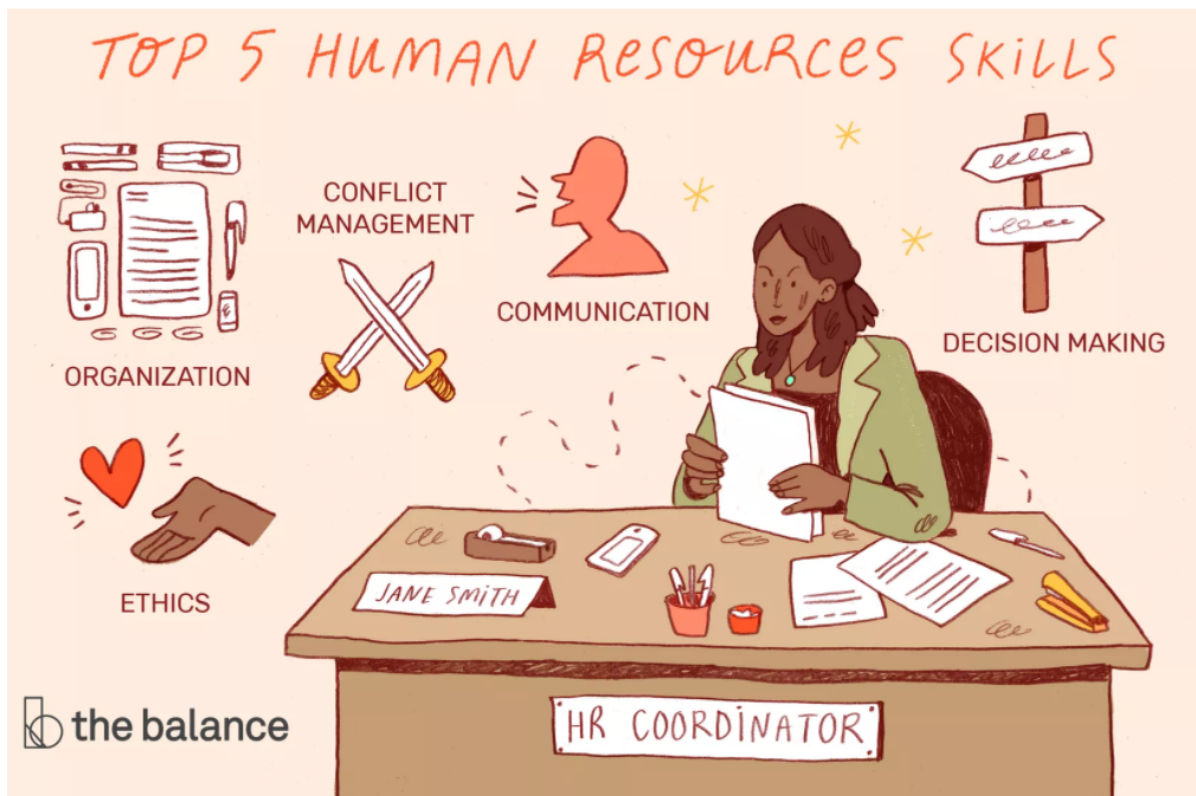 TOP 5 HUMAN RESOURCES SKILLS
CONFLICT
MANAGEMENT
COMMUNICATION
DECISION MAKING
ORGANIZATION
ETHICS
JANE SMITH
HR COORDINATOR
the balance